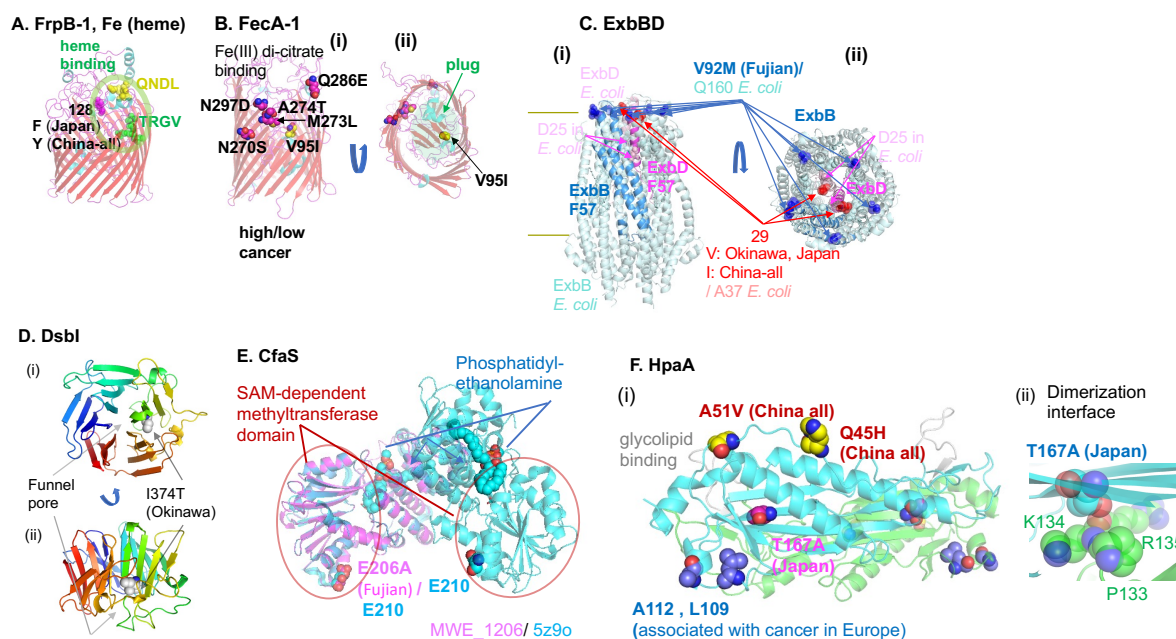 A. FrpB-1, Fe (heme)
heme
binding
QNDL
128
F (Japan)
Y (China-all)
TRGV
B. FecA-1
(i)
(ii)
Fe(III) di-citrate
binding
plug
Q286E
N297D
A274T
M273L
N270S
V95I
V95I
high/low
cancer
C. ExbBD
(i)
(ii)
ExbD
E. coli
V92M (Fujian)/
Q160 E. coli
ExbB
D25 in
E. coli
D25 in
E. coli
ExbD
F57
ExbB
F57
ExbD
29
V: Okinawa, Japan
I: China-all
/ A37 E. coli
ExbB
E. coli
D. DsbI
(i)
Funnel
pore
I374T
(Okinawa)
(ii)
E. CfaS
Phosphatidyl-
ethanolamine
SAM-dependent
methyltransferase
domain
E206A
(Fujian) /
E210
E210
MWE_1206/ 5z9o
F. HpaA
(i)
A51V (China all)
glycolipid
binding
Q45H
(China all)
T167A
(Japan)
A112 , L109
(associated with cancer in Europe)
(ii)
Dimerization
interface
T167A (Japan)
K134
P133